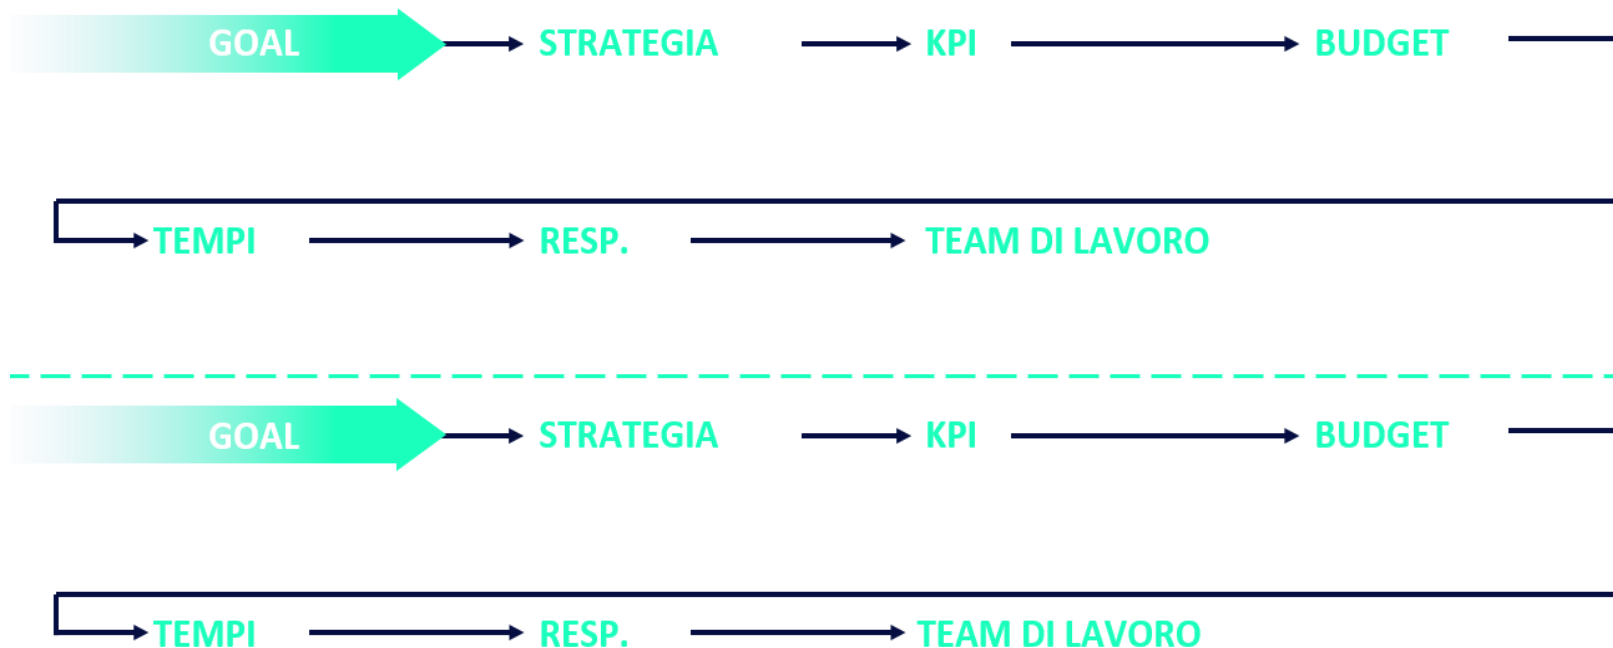 GOAL STRATEGIA KPI BUDGET
TEMPI RESP. TEAM DI LAVORO
GOAL STRATEGIA KPI BUDGET
TEMPI RESP. TEAM DI LAVORO